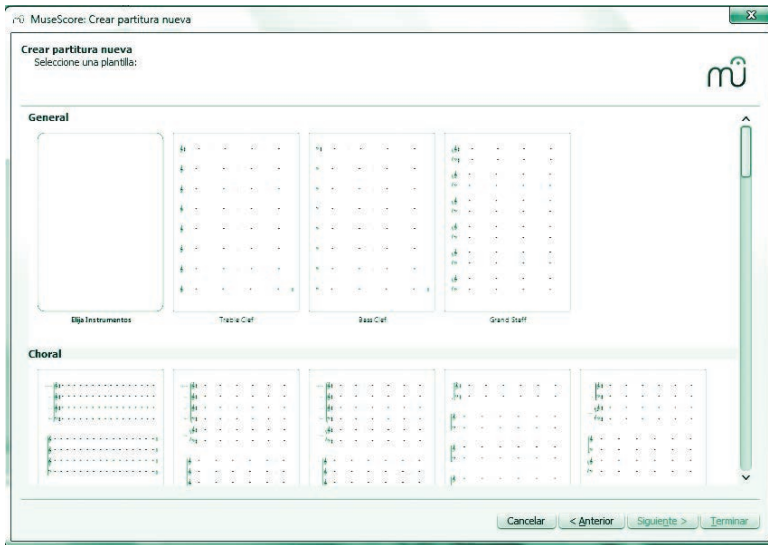 MuseScore: Crear partitura nueva
Crear partitura nueva
Seleccione una plantilla:
General
Elija Instrumentos
Treble Clef
Bass Clef
Grand Staff
Choral
Cancelar
< Anterior
Siguiente >
Terminar